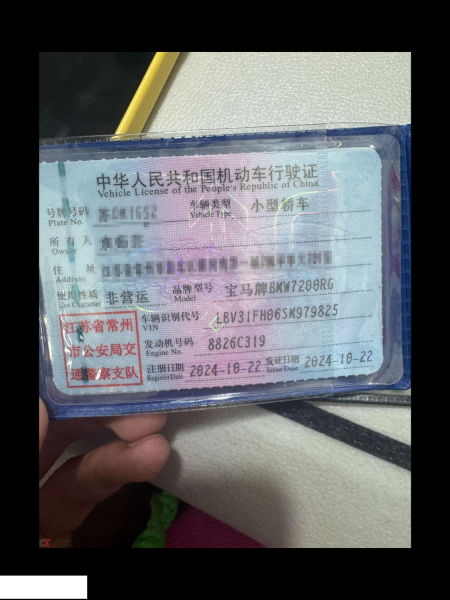 中华人民共和国机动车行驶证
Vehicle License of the People's Republic of China
号牌号码
Plate No.
车辆类型 小型轿车
Vehicle Type
所有人
Owner
住址
Address
使用性质 非营运
Use Character
品牌型号 宝马牌BMW7200RG
Model
江苏省常州
市公安局交
通警察支队
车辆识别代号 LBV31FH06SM979825
VIN
发动机号码 8826C319
Engine No.
注册日期 2024-10-22
Register Date
发证日期 2024-10-22
Issue Date